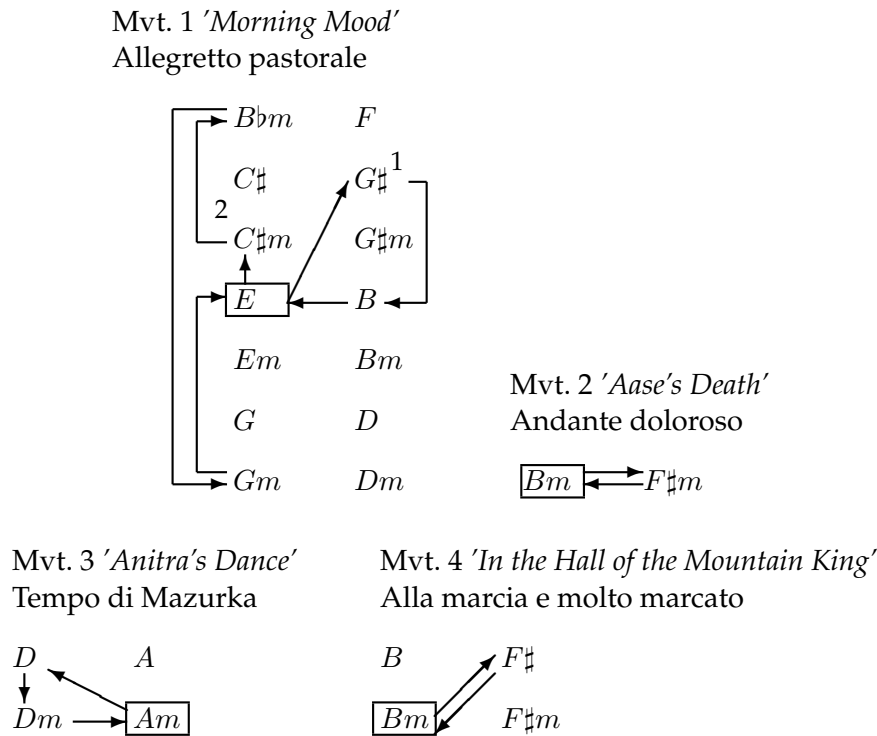 Mvt. 1 'Morning Mood'
Allegretto pastorale
B♭m F
C♯ G♯ 1
2
C♯m G♯m
E B
Em Bm
G D
Gm Dm
Mvt. 2 'Aase's Death'
Andante doloroso
Bm F♯m
Mvt. 3 'Anitra's Dance'
Tempo di Mazurka
D A
Dm Am
Mvt. 4 'In the Hall of the Mountain King'
Alla marcia e molto marcato
B F♯
Bm F♯m